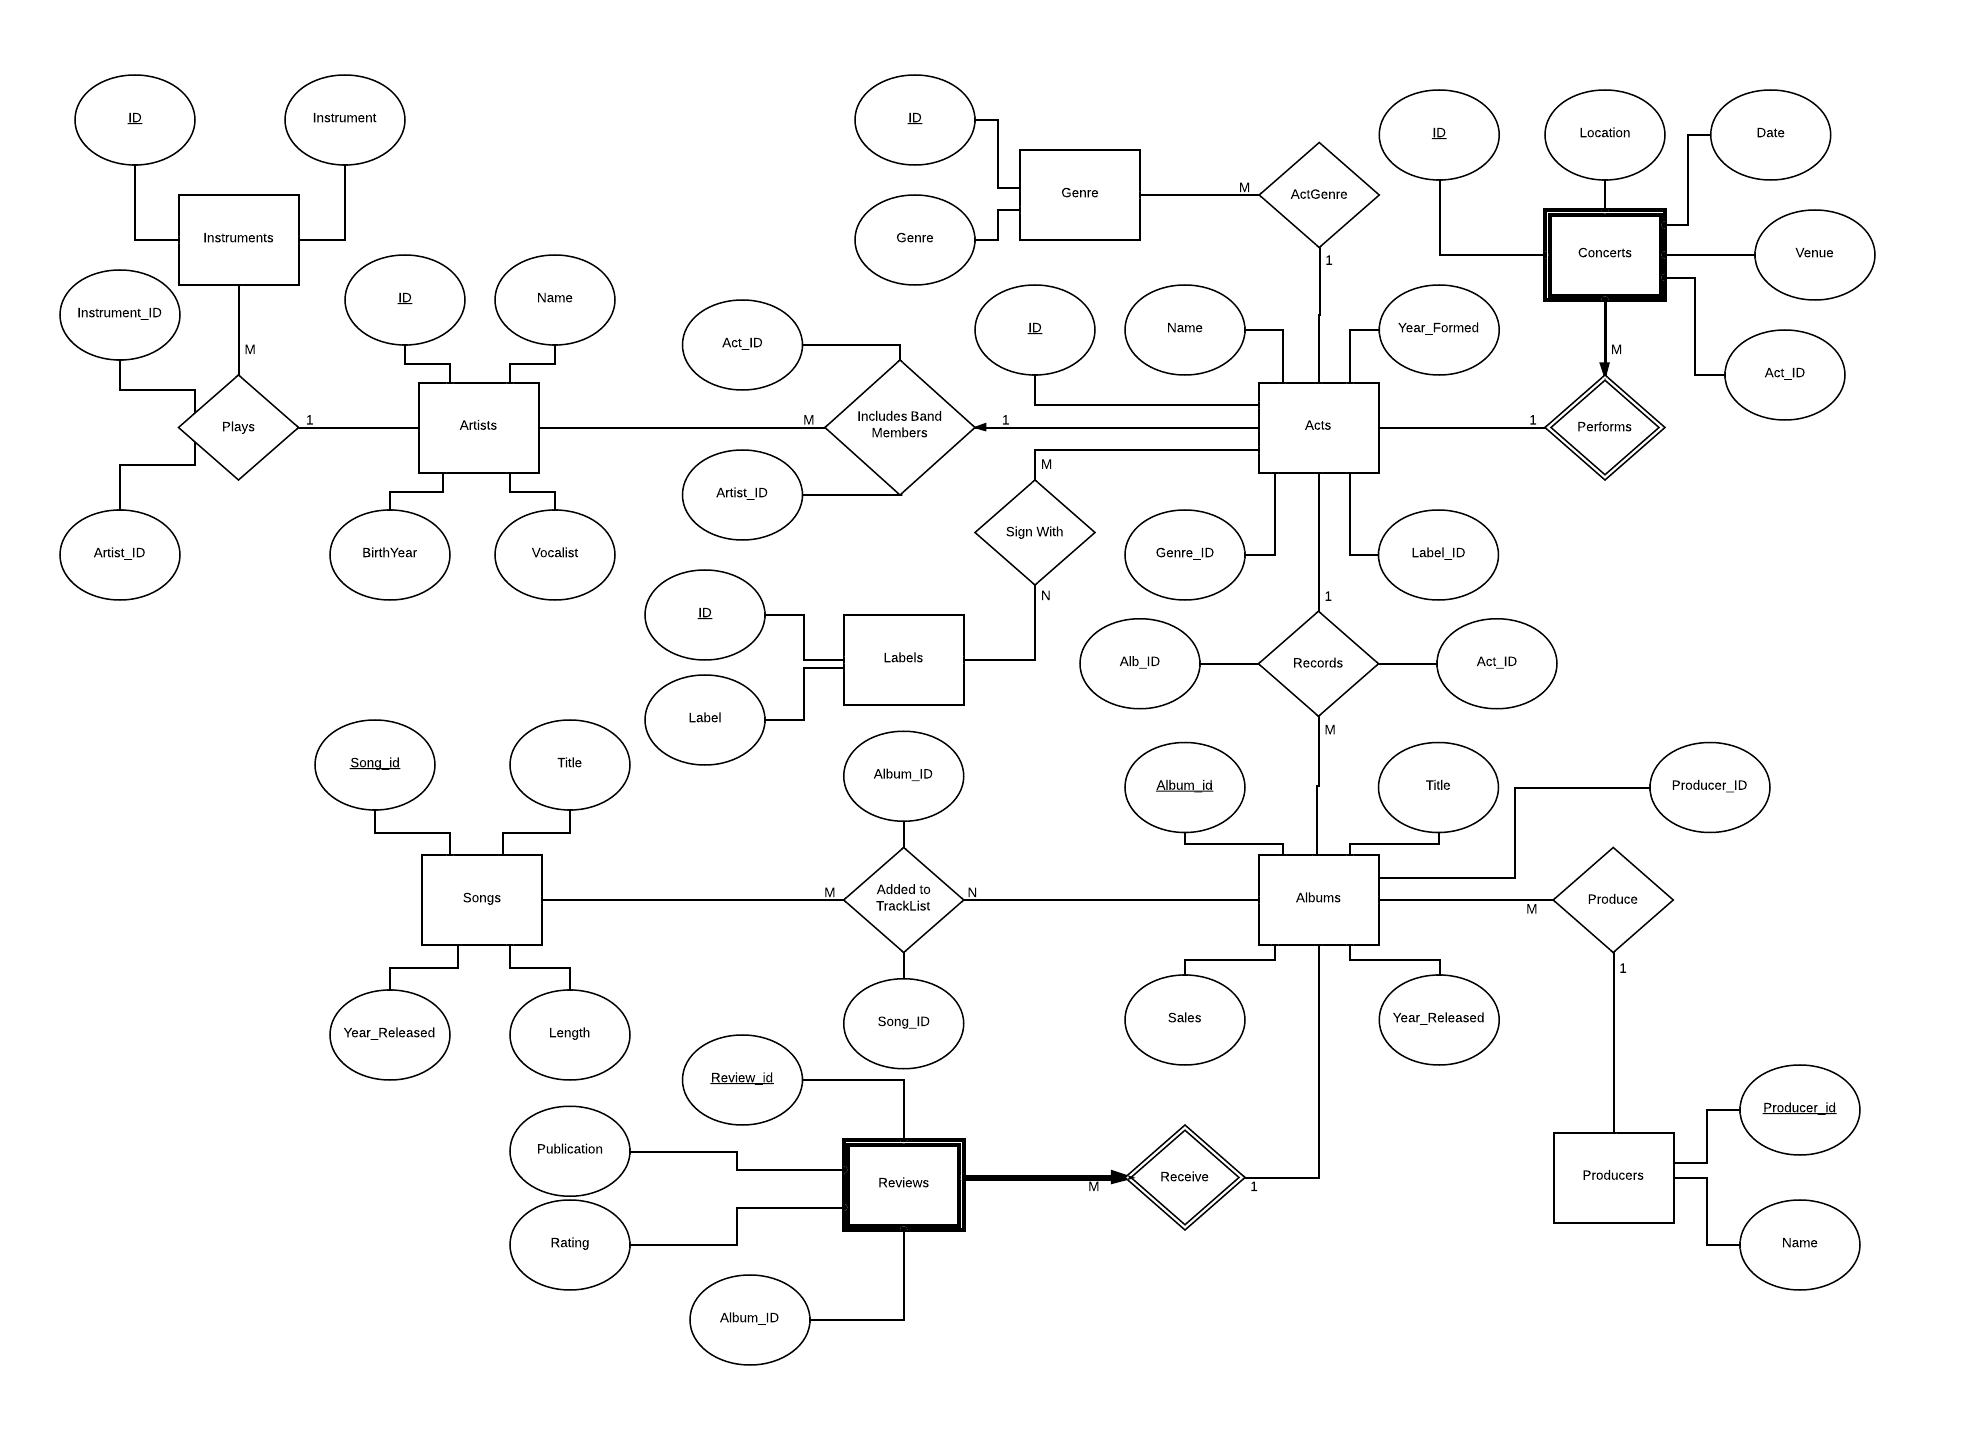 ID
Instrument
ID
ID
Location
Date
Genre
M
ActGenre
Instruments
Genre
Concerts
Venue
1
Instrument_ID
ID
Name
Act_ID
ID
Name
Year_Formed
M
M
Act_ID
Plays
1
Artists
M
Includes Band
Members
1
Acts
1
Performs
M
Artist_ID
Sign With
Artist_ID
BirthYear
Vocalist
Genre_ID
Label_ID
N
1
ID
Labels
Alb_ID
Records
Act_ID
Label
M
Song_id
Title
Album_ID
Album_id
Title
Producer_ID
Songs
M
Added to
TrackList
N
Albums
M
Produce
1
Year_Released
Length
Song_ID
Sales
Year_Released
Review_id
Producer_id
Publication
Reviews
M
Receive
1
Producers
Rating
Name
Album_ID